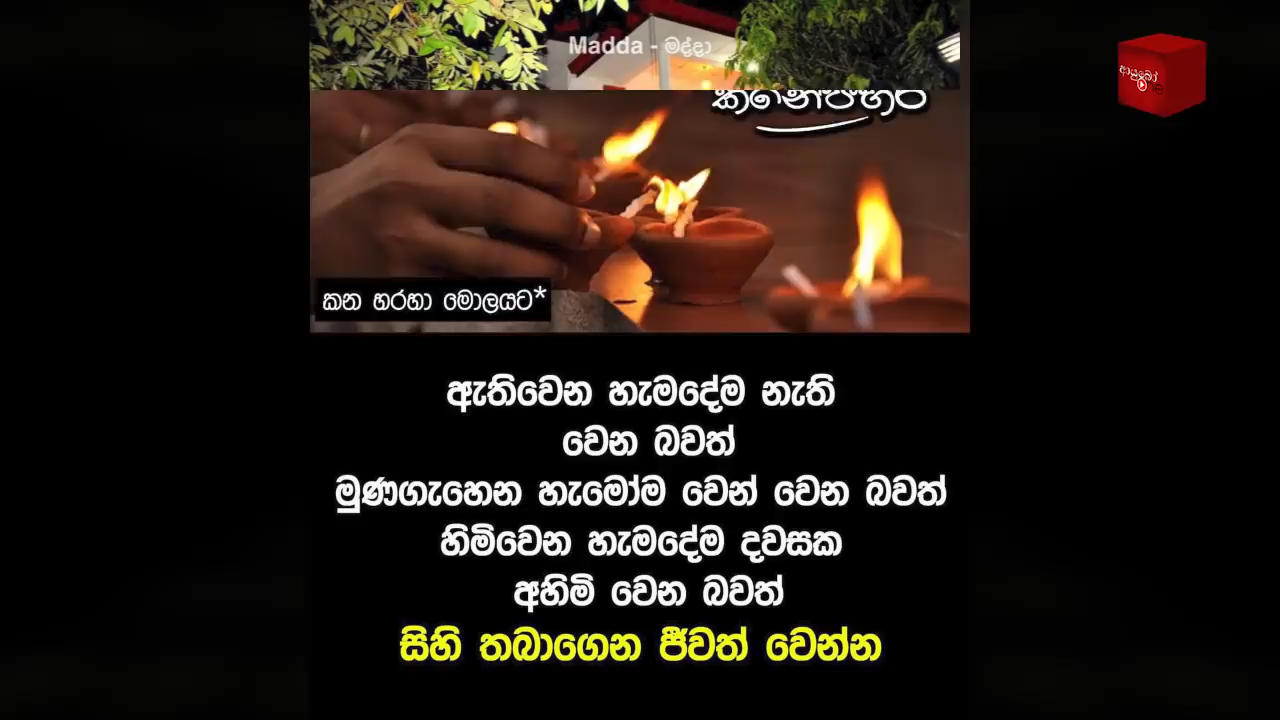 Madda - මද්දා
කනේපහර
කන හරහා මොලයට*
ඇතිවෙන හැමදේම නැති
වෙන බවත්
මුණගැහෙන හැමෝම වෙන් වෙන බවත්
හිමිවෙන හැමදේම දවසක
අහිමි වෙන බවත්
සිහි තබාගෙන ජීවත් වෙන්න